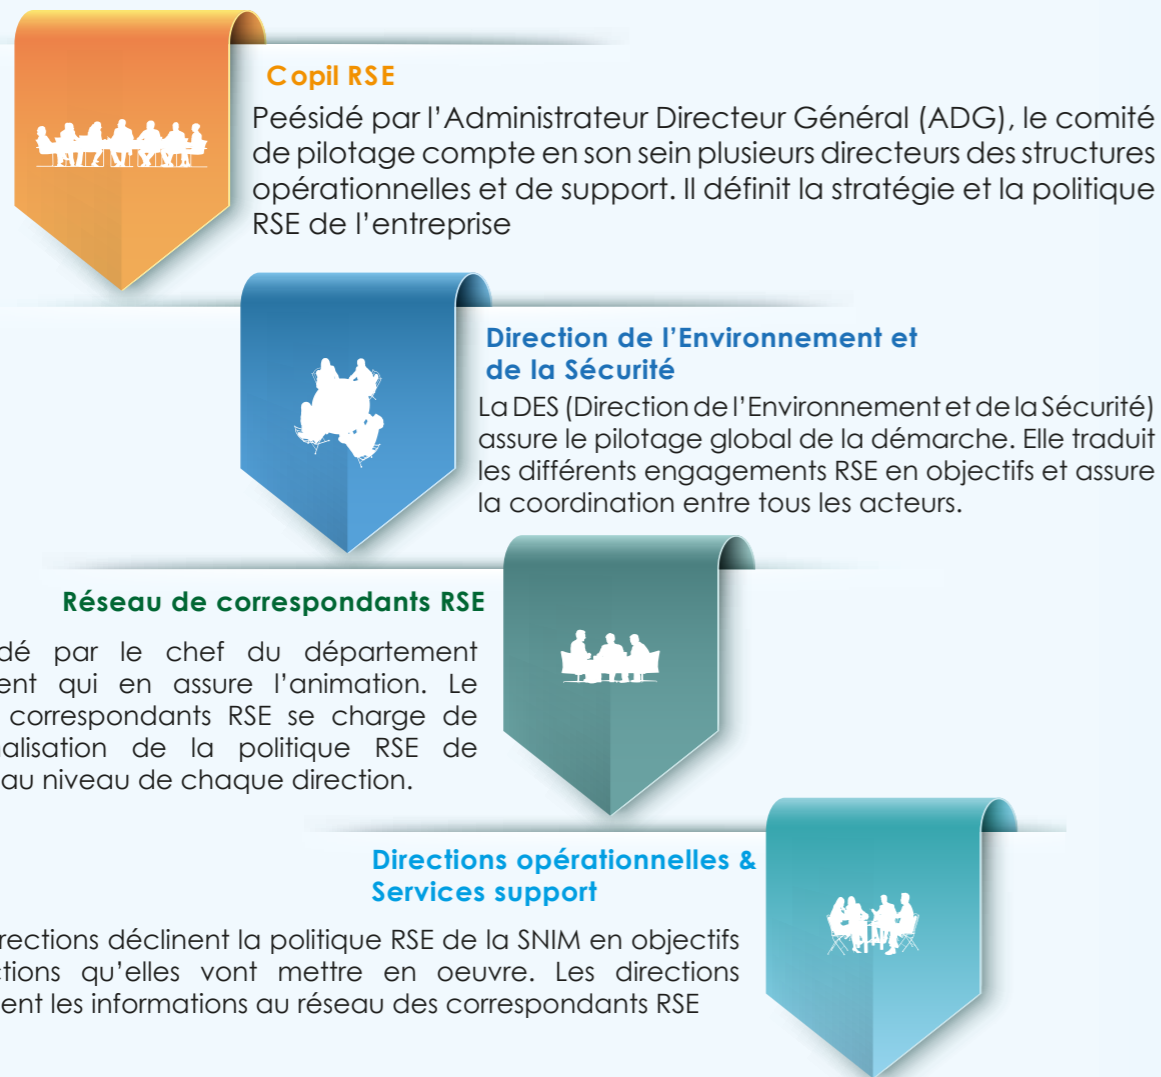 Copil RSE
Peésidé par l’Administrateur Directeur Général (ADG), le comité
de pilotage compte en son sein plusieurs directeurs des structures
opérationnelles et de support. Il définit la stratégie et la politique
RSE de l’entreprise
Direction de l’Environnement et
de la Sécurité
La DES (Direction de l’Environnement et de la Sécurité)
assure le pilotage global de la démarche. Elle traduit
les différents engagements RSE en objectifs et assure
la coordination entre tous les acteurs.
Réseau de correspondants RSE
dé par le chef du département
ent qui en assure l’animation. Le
correspondants RSE se charge de
nalisation de la politique RSE de
au niveau de chaque direction.
Directions opérationnelles &
Services support
rections déclinent la politique RSE de la SNIM en objectifs
ctions qu’elles vont mettre en oeuvre. Les directions
ent les informations au réseau des correspondants RSE